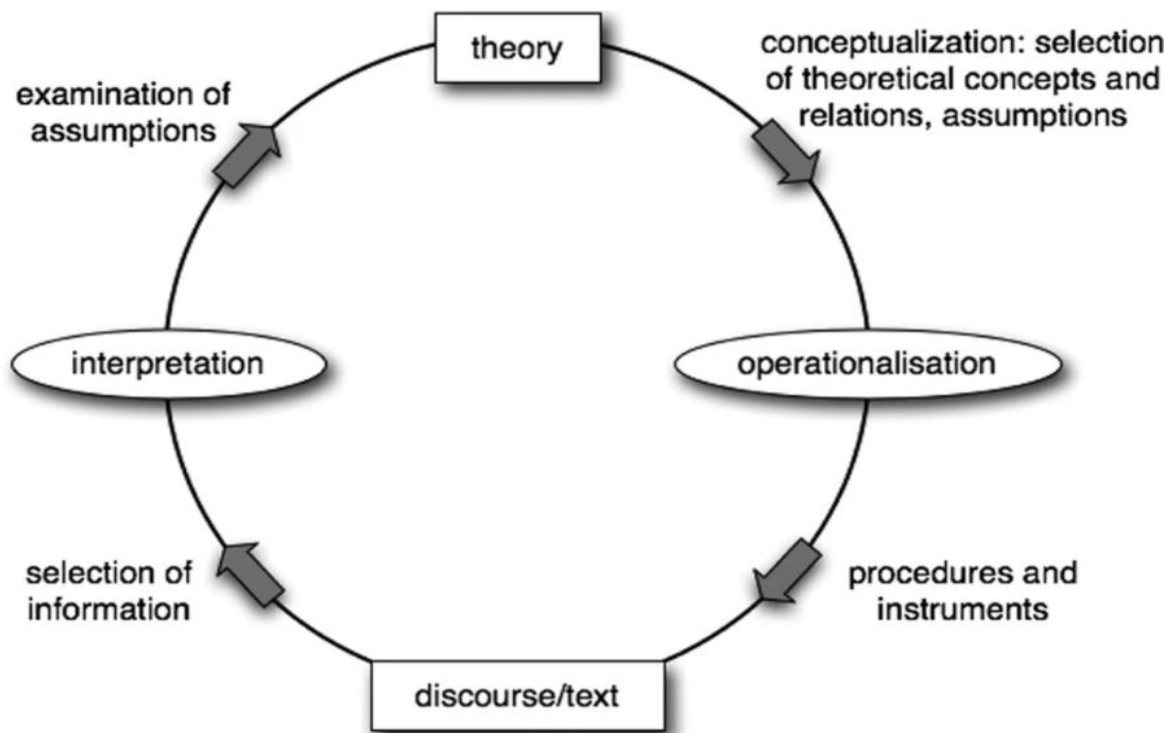 theory
conceptualization: selection
of theoretical concepts and
relations, assumptions
examination of
assumptions
interpretation
operationalisation
selection of
information
procedures and
instruments
discourse/text